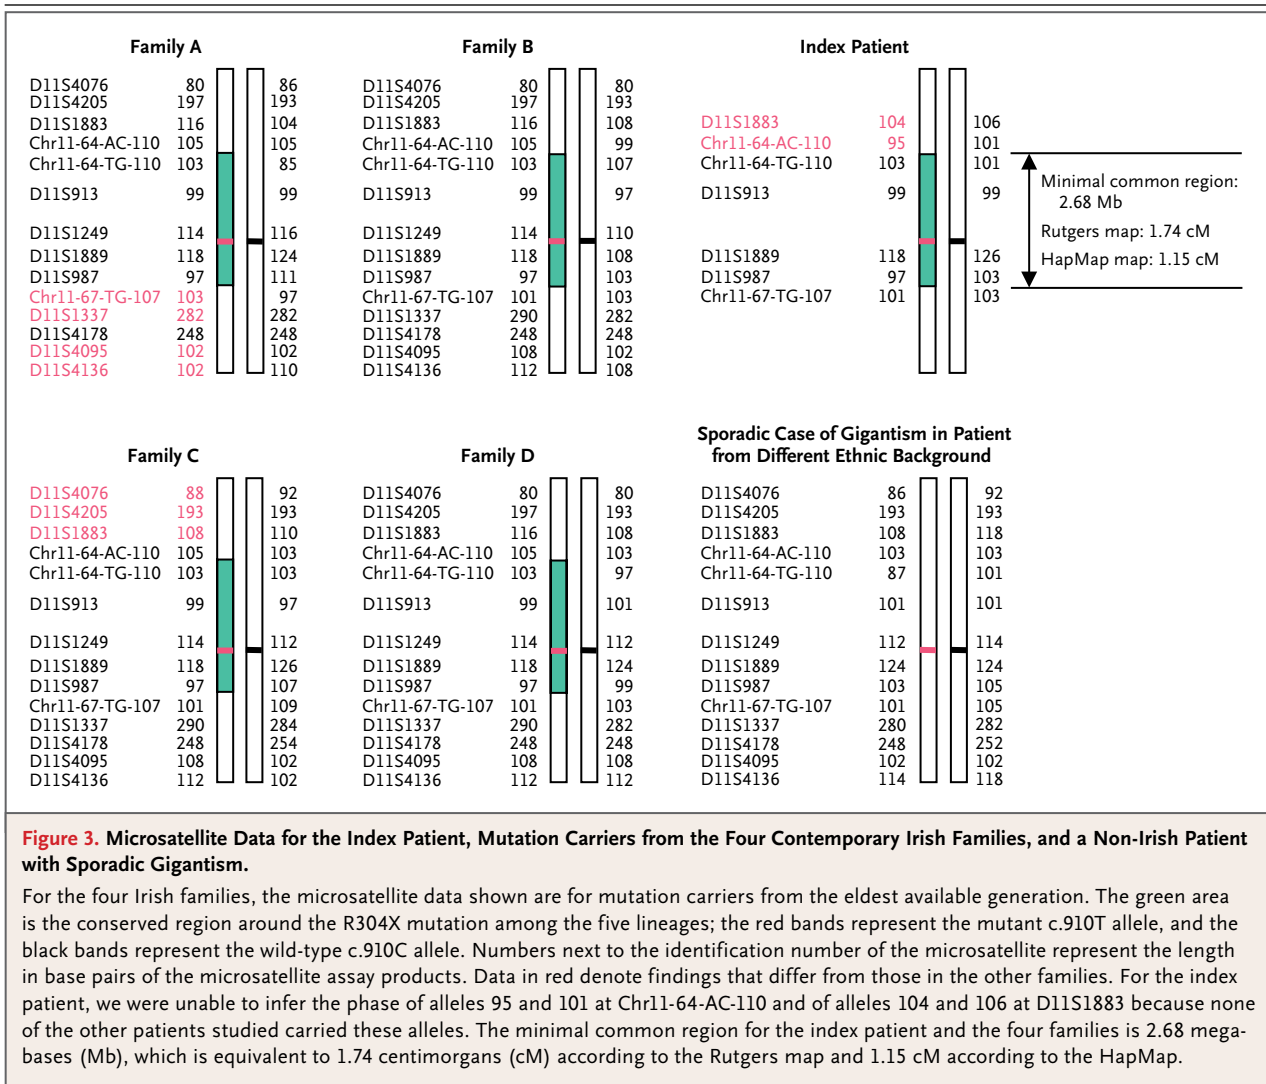 Family A
D11S4076 80 86
D11S4205 197 193
D11S1883 116 104
Chr11-64-AC-110 105 105
Chr11-64-TG-110 103 85
D11S913 99 99
D11S1249 114 116
D11S1889 118 124
D11S987 97 111
Chr11-67-TG-107 103 97
D11S1337 282 282
D11S4178 248 248
D11S4095 102 102
D11S4136 102 110
Family B
D11S4076 80 80
D11S4205 197 193
D11S1883 116 108
Chr11-64-AC-110 105 99
Chr11-64-TG-110 103 107
D11S913 99 97
D11S1249 114 110
D11S1889 118 108
D11S987 97 103
Chr11-67-TG-107 101 103
D11S1337 290 282
D11S4178 248 248
D11S4095 108 102
D11S4136 112 108
Index Patient
D11S1883 104 106
Chr11-64-AC-110 95 101
Chr11-64-TG-110 103 101
D11S913 99 99
D11S1889 118 126
D11S987 97 103
Chr11-67-TG-107 101 103
Minimal common region:
2.68 Mb
Rutgers map: 1.74 cM
HapMap map: 1.15 cM
Family C
D11S4076 88 92
D11S4205 193 193
D11S1883 108 110
Chr11-64-AC-110 105 103
Chr11-64-TG-110 103 103
D11S913 99 97
D11S1249 114 112
D11S1889 118 126
D11S987 97 107
Chr11-67-TG-107 101 109
D11S1337 290 284
D11S4178 248 254
D11S4095 108 102
D11S4136 112 102
Family D
D11S4076 80 80
D11S4205 197 193
D11S1883 116 108
Chr11-64-AC-110 105 103
Chr11-64-TG-110 103 97
D11S913 99 101
D11S1249 114 112
D11S1889 118 124
D11S987 97 99
Chr11-67-TG-107 101 103
D11S1337 290 282
D11S4178 248 248
D11S4095 108 108
D11S4136 112 112
Sporadic Case of Gigantism in Patient
from Different Ethnic Background
D11S4076 86 92
D11S4205 193 193
D11S1883 108 118
Chr11-64-AC-110 103 103
Chr11-64-TG-110 87 101
D11S913 101 101
D11S1249 112 114
D11S1889 124 124
D11S987 103 105
Chr11-67-TG-107 101 105
D11S1337 280 282
D11S4178 248 252
D11S4095 102 102
D11S4136 114 118
Figure 3. Microsatellite Data for the Index Patient, Mutation Carriers from the Four Contemporary Irish Families, and a Non-Irish Patient
with Sporadic Gigantism.
For the four Irish families, the microsatellite data shown are for mutation carriers from the eldest available generation. The green area
is the conserved region around the R304X mutation among the five lineages; the red bands represent the mutant c.910T allele, and the
black bands represent the wild-type c.910C allele. Numbers next to the identification number of the microsatellite represent the length
in base pairs of the microsatellite assay products. Data in red denote findings that differ from those in the other families. For the index
patient, we were unable to infer the phase of alleles 95 and 101 at Chr11-64-AC-110 and of alleles 104 and 106 at D11S1883 because none
of the other patients studied carried these alleles. The minimal common region for the index patient and the four families is 2.68 mega-
bases (Mb), which is equivalent to 1.74 centimorgans (cM) according to the Rutgers map and 1.15 cM according to the HapMap.